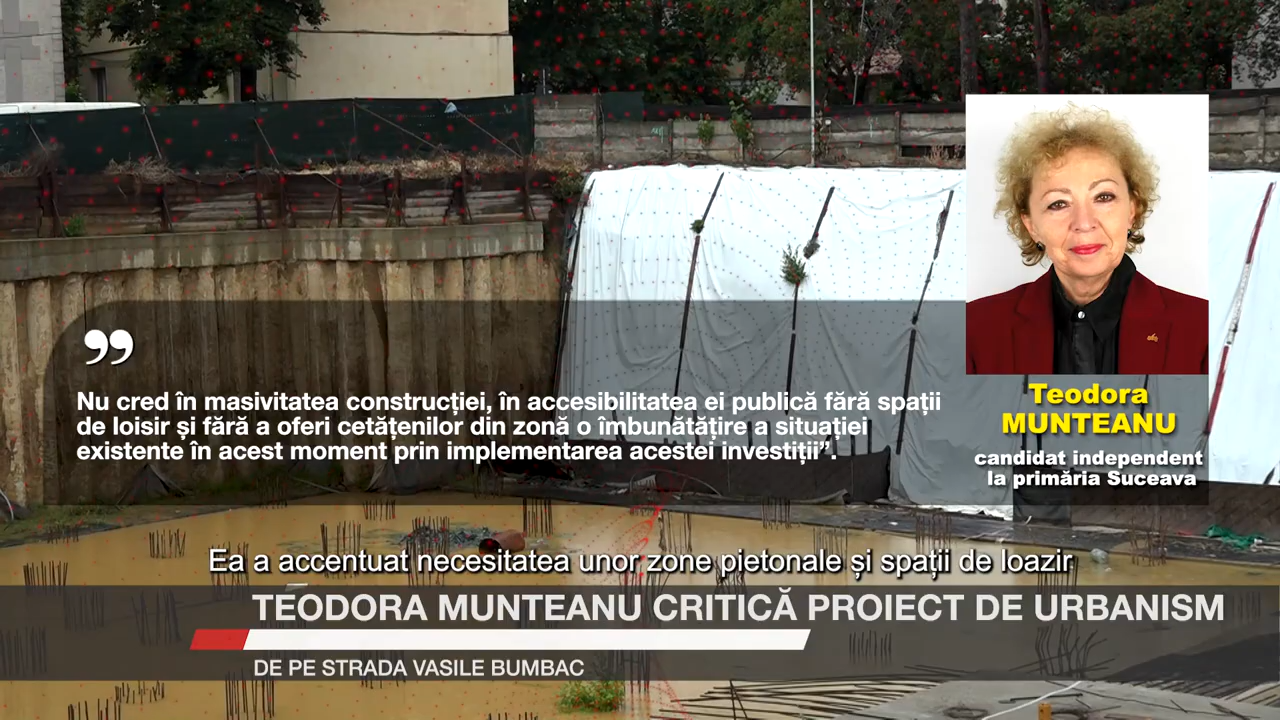 ”
Nu cred în masivitatea construcției, în accesibilitatea ei publică fără spații
de loisir și fără a oferi cetățenilor din zonă o îmbunătățire a situației
existente în acest moment prin implementarea acestei investiții”.
Teodora
MUNTEANU
candidat independent
la primăria Suceava
Ea a accentuat necesitatea unor zone pietonale și spații de loazir
TEODORA MUNTEANU CRITICĂ PROIECT DE URBANISM
DE PE STRADA VASILE BUMBAC